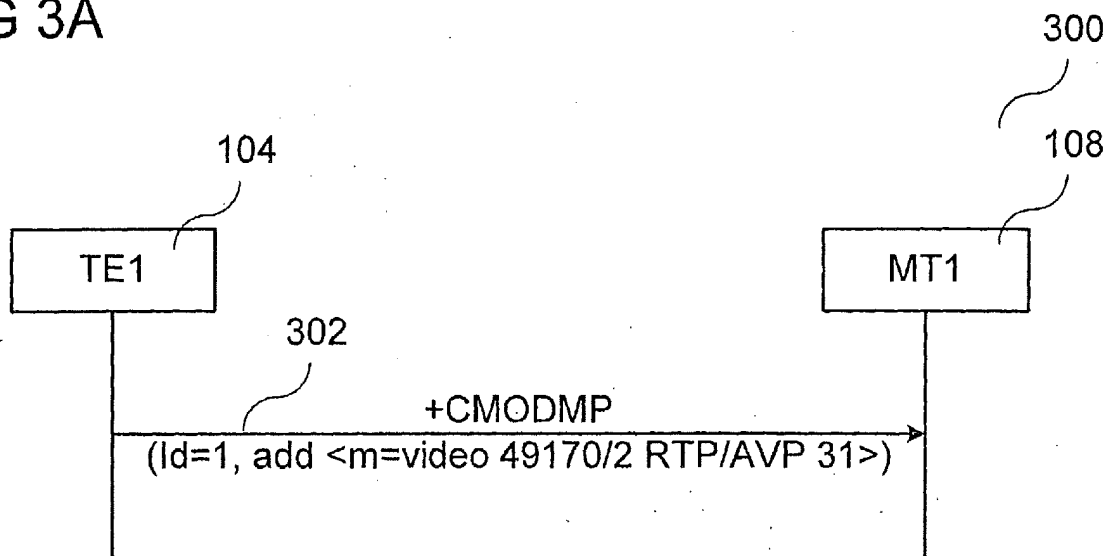 G 3A
300
104
108
TE1
MT1
302
+CMODMP
(Id=1, add <m=video 49170/2 RTP/AVP 31>)